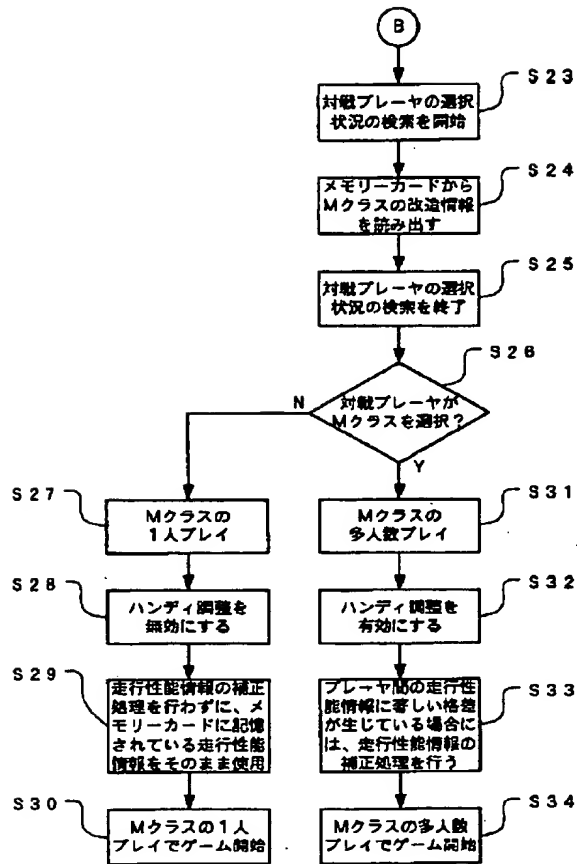 B
S23
対戦プレーヤの選択
状況の検索を開始
S24
メモリーカードから
Mクラスの改造情報
を読み出す
S25
対戦プレーヤの選択
状況の検索を終了
S26
対戦プレーヤが
Mクラスを選択?
N
Y
S27
Mクラスの
1人プレイ
S28
ハンディ調整を
無効にする
S29
走行性能情報の補正
処理を行わずに、メ
モリーカードに記憶
されている走行性能
情報をそのまま使用
S30
Mクラスの1人
プレイでゲーム開始
S31
Mクラスの
多人数プレイ
S32
ハンディ調整を
有効にする
S33
プレーヤ間の走行性
能情報に著しい格差
が生じている場合に
は、走行性能情報の
補正処理を行う
S34
Mクラスの多人数
プレイでゲーム開始